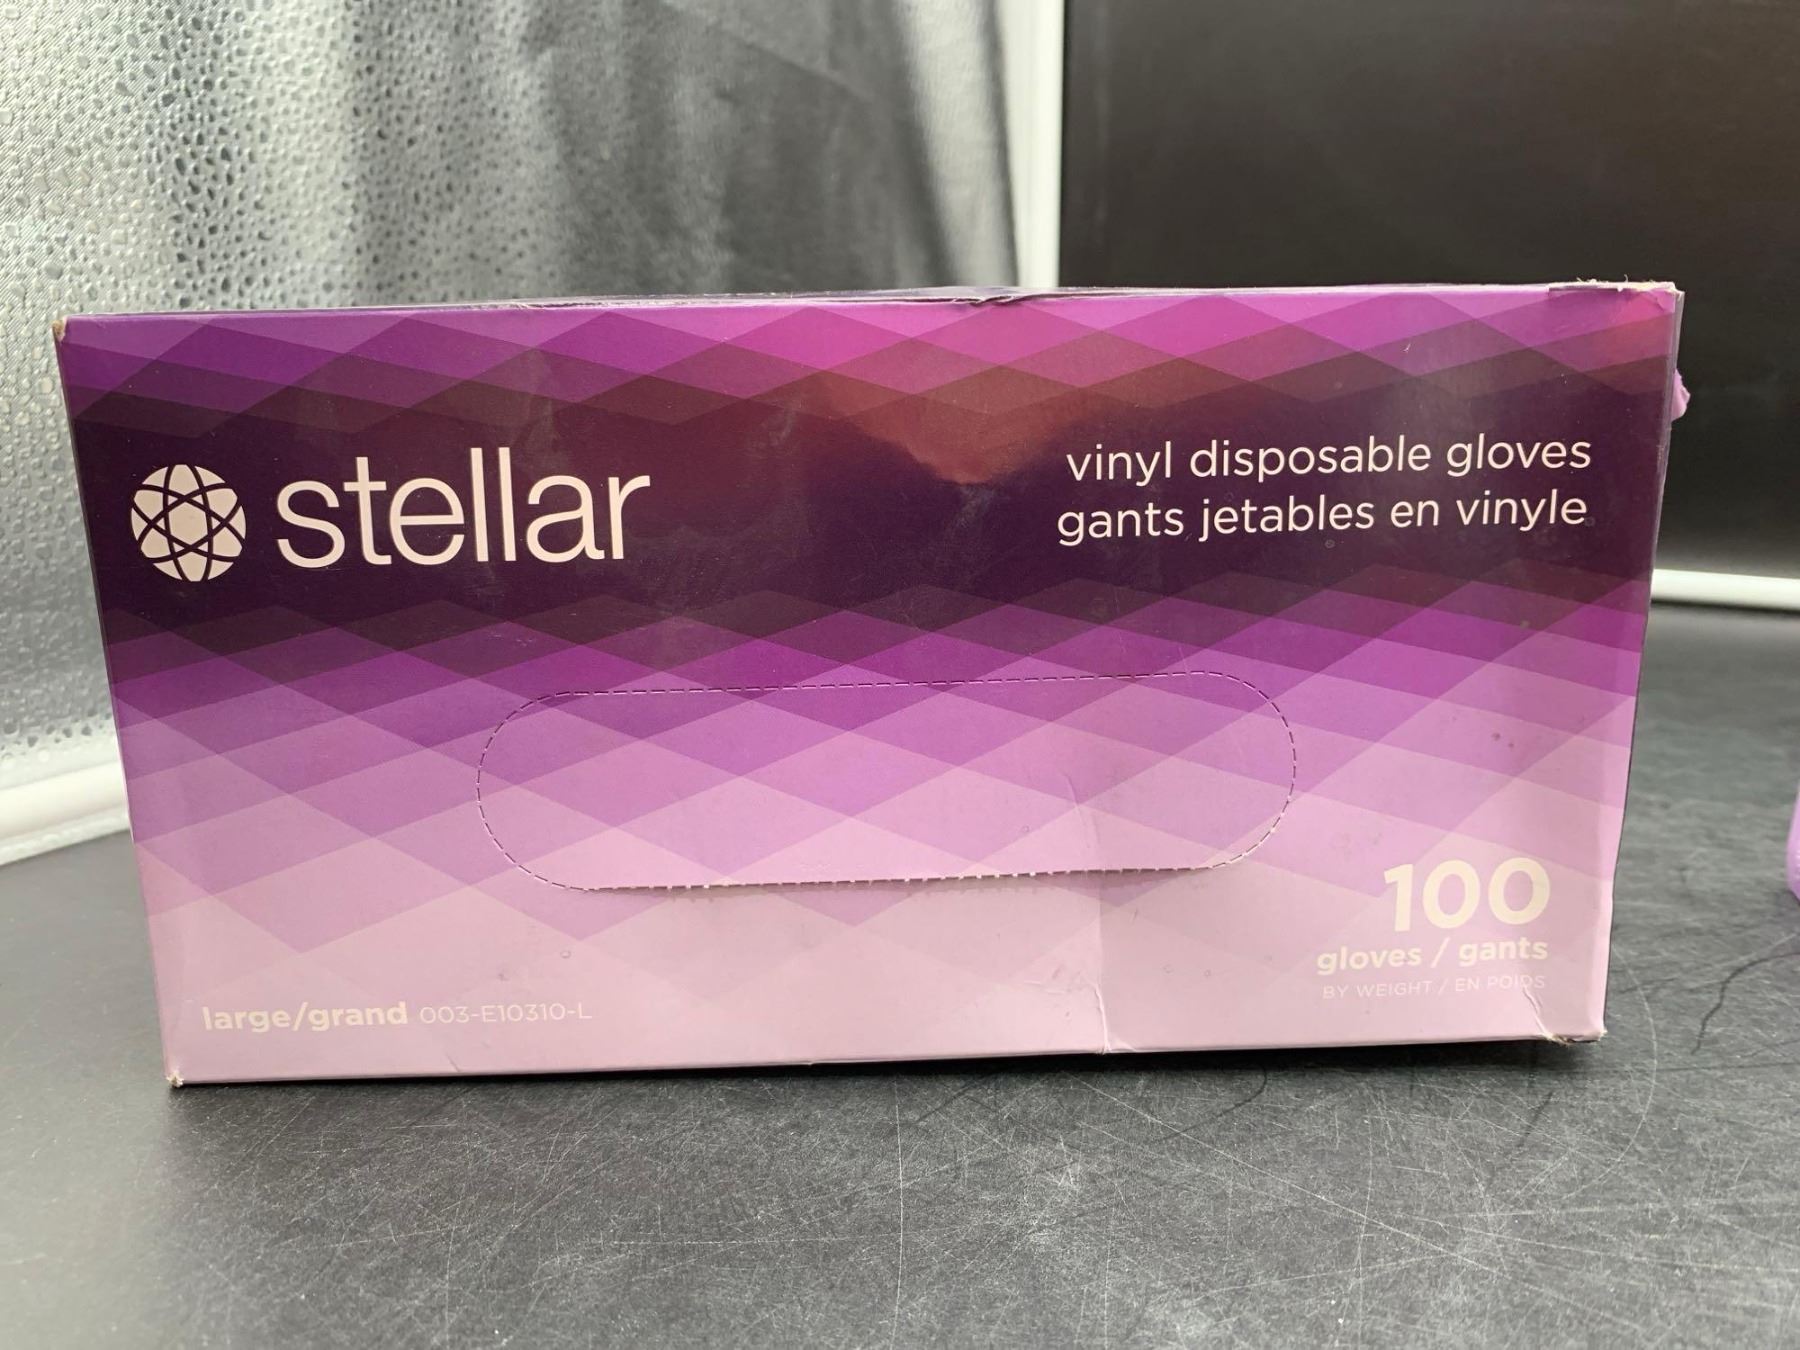 stellar
vinyl disposable gloves
gants jetables en vinyle
100
gloves / gants
BY WEIGHT / EN POIDS
large/grand 003-E10310-L